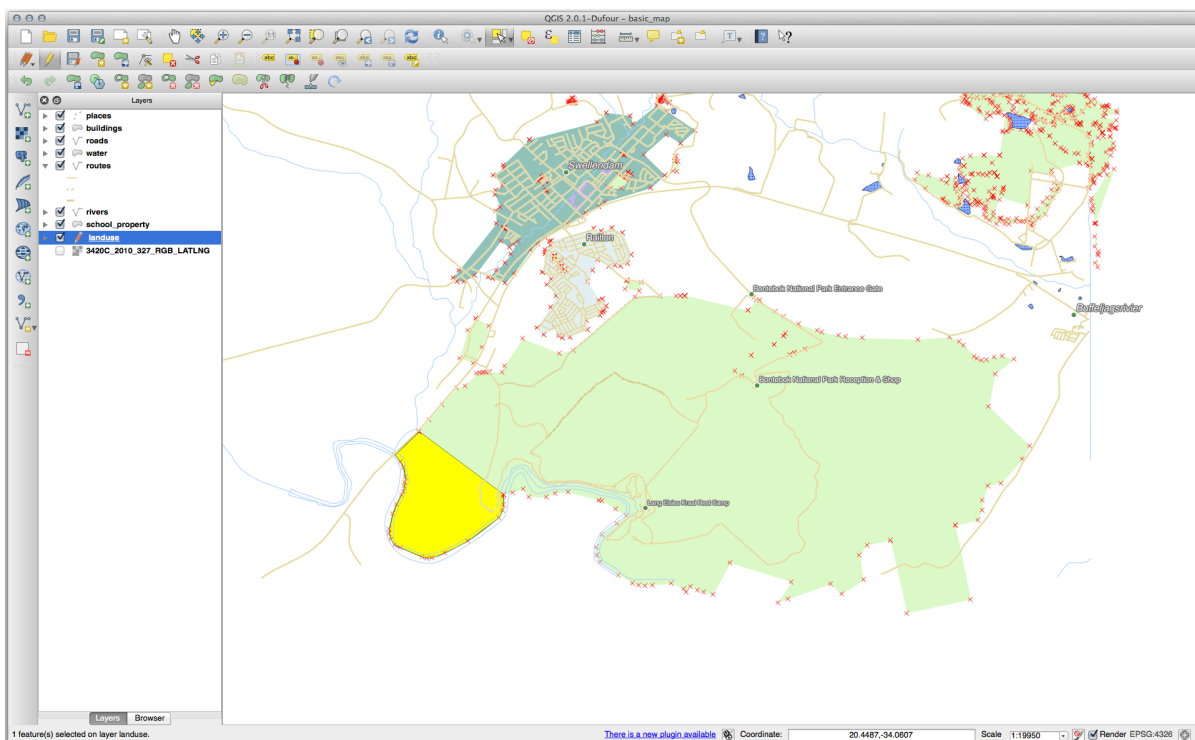 QGIS 2.0.1-Dufour - basic_map
Layers
places
buildings
roads
water
routes
rivers
school_property
landuse
3420C_2010_327_RGB_LATLNG
Swellendam
Railton
Bontebok National Park Entrance Gate
Buffeljagsrivier
Bontebok National Park Reception & Shop
Lang Elsies Kraal Rest Camp
Layers Browser
1 feature(s) selected on layer landuse.
There is a new plugin available
Coordinate: 20.4487,-34.0607
Scale 1:19950
Render EPSG:4326